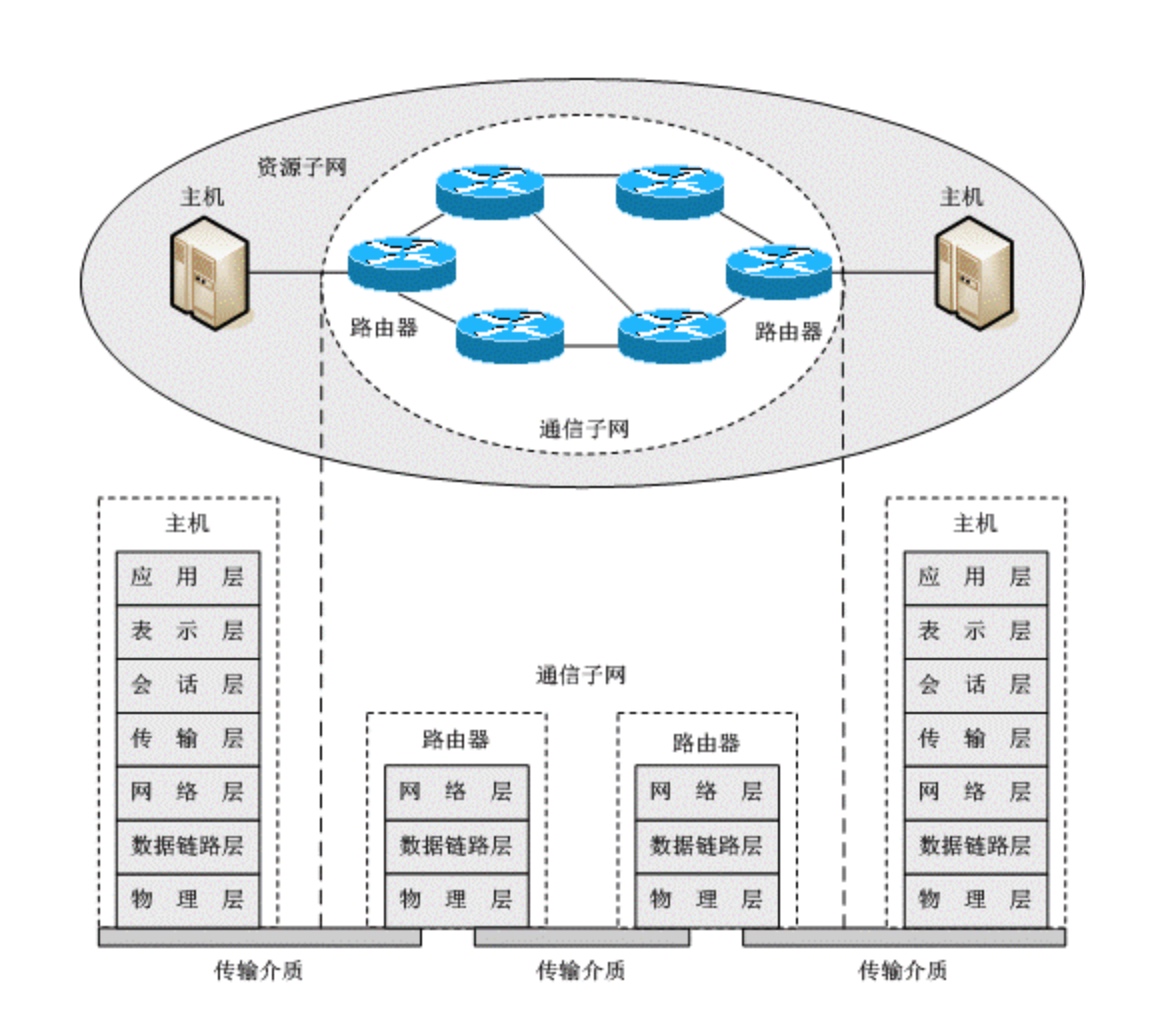 资源子网
主机
主机
路由器
路由器
通信子网
主机
主机
应用层
应用层
表示层
表示层
会话层
会话层
通信子网
传输层
路由器
路由器
传输层
网络层
网络层
网络层
网络层
数据链路层
数据链路层
数据链路层
数据链路层
物理层
物理层
物理层
物理层
传输介质
传输介质
传输介质